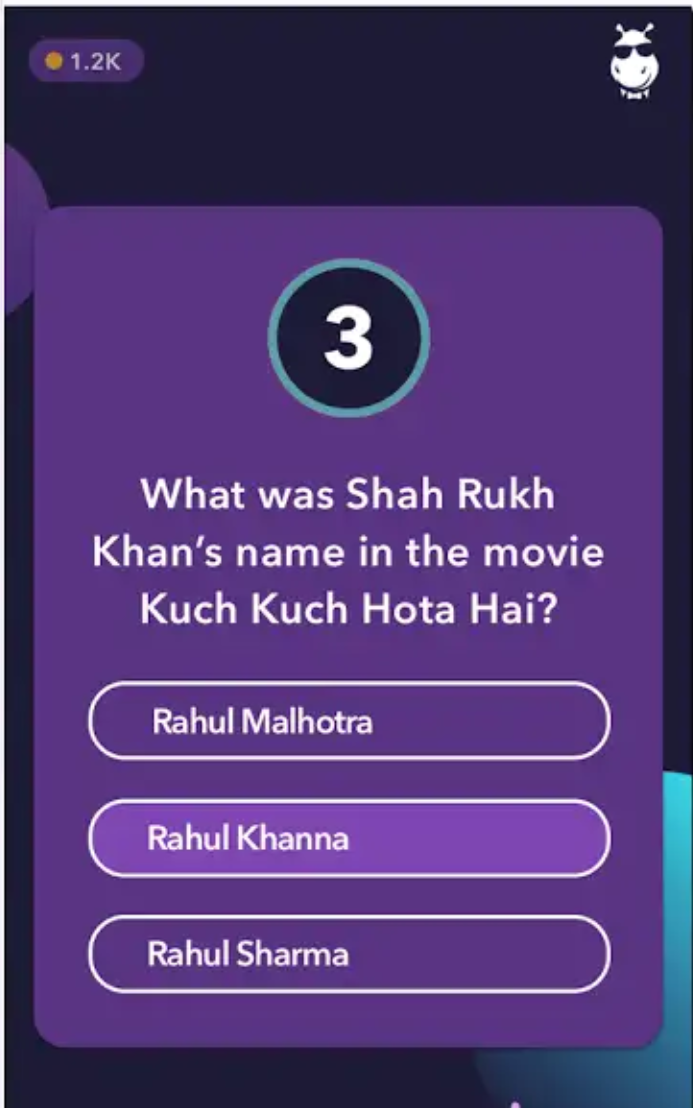 1.2K
3
What was Shah Rukh
Khan’s name in the movie
Kuch Kuch Hota Hai?
Rahul Malhotra
Rahul Khanna
Rahul Sharma